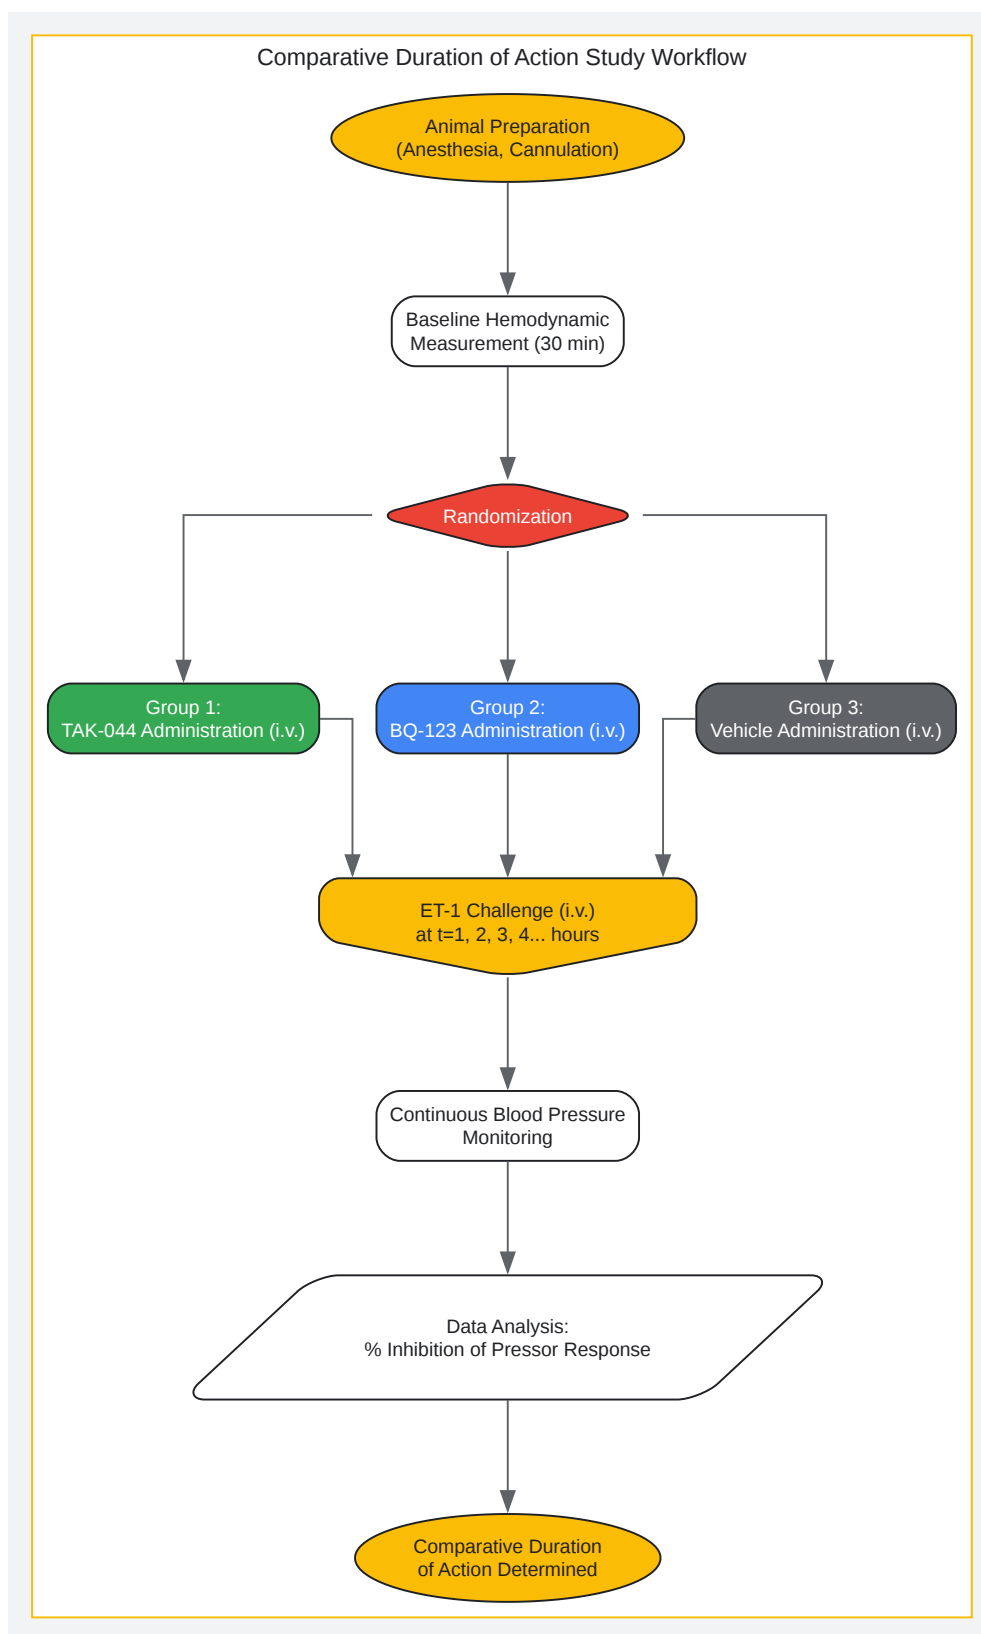 Comparative Duration of Action Study Workflow
Animal Preparation
(Anesthesia, Cannulation)
Baseline Hemodynamic
Measurement (30 min)
Randomization
Group 1:
TAK-044 Administration (i.v.)
Group 2:
BQ-123 Administration (i.v.)
Group 3:
Vehicle Administration (i.v.)
ET-1 Challenge (i.v.)
at t=1, 2, 3, 4... hours
Continuous Blood Pressure
Monitoring
Data Analysis:
% Inhibition of Pressor Response
Comparative Duration
of Action Determined